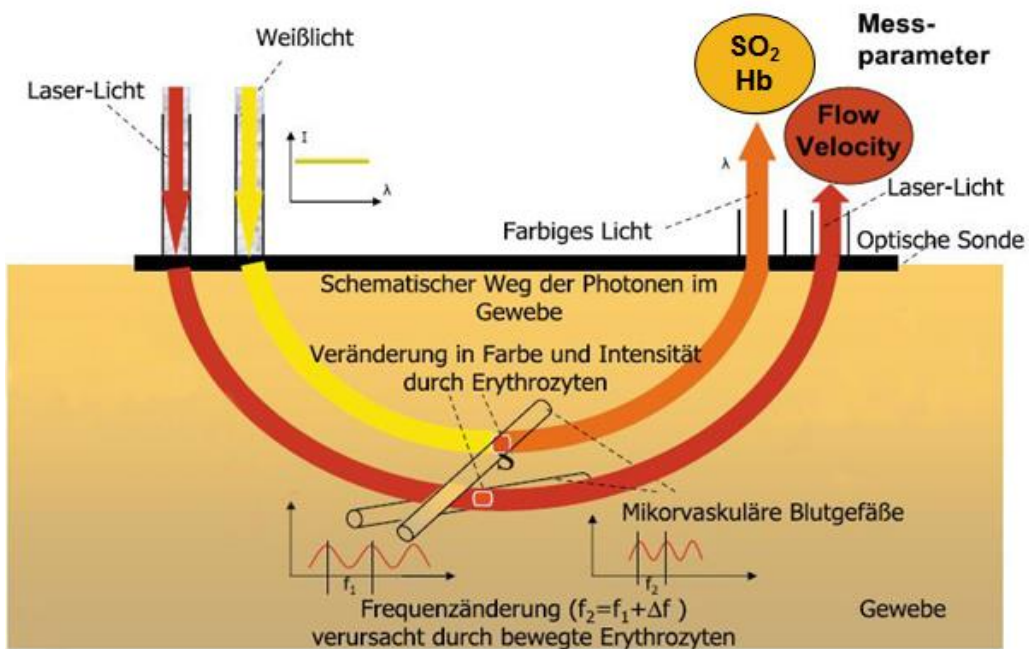 Weißlicht
Laser-Licht
I
λ
SO2
Hb
Mess-
parameter
Flow
Velocity
λ
Laser-Licht
Farbiges Licht
Optische Sonde
Schematischer Weg der Photonen im
Gewebe
Veränderung in Farbe und Intensität
durch Erythrozyten
Mikorvaskuläre Blutgefäße
f1
f2
Frequenzänderung (f2=f1+Δf )
verursacht durch bewegte Erythrozyten
Gewebe